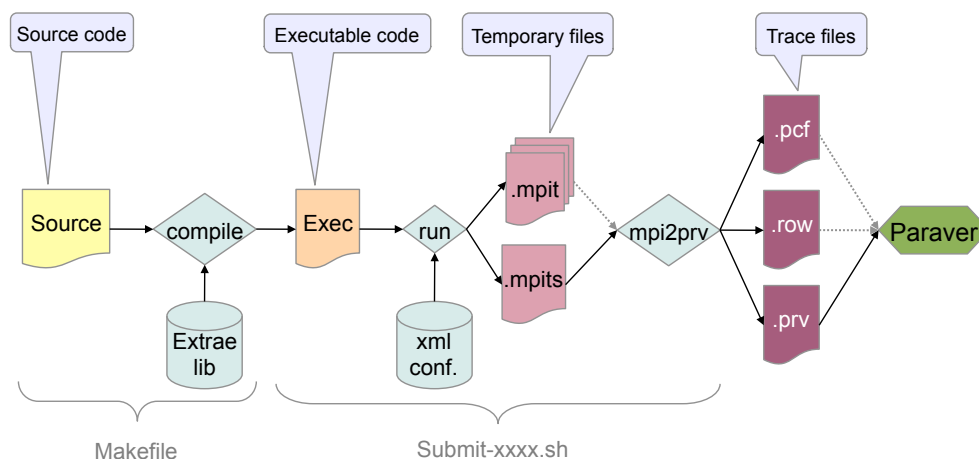 Source code
Executable code
Temporary files
Trace files
.pcf
.mpit
Source
compile
Exec
run
mpi2prv
.row
Paraver
.mpits
.prv
Extrae
lib
xml
conf.
Makefile
Submit-xxxx.sh